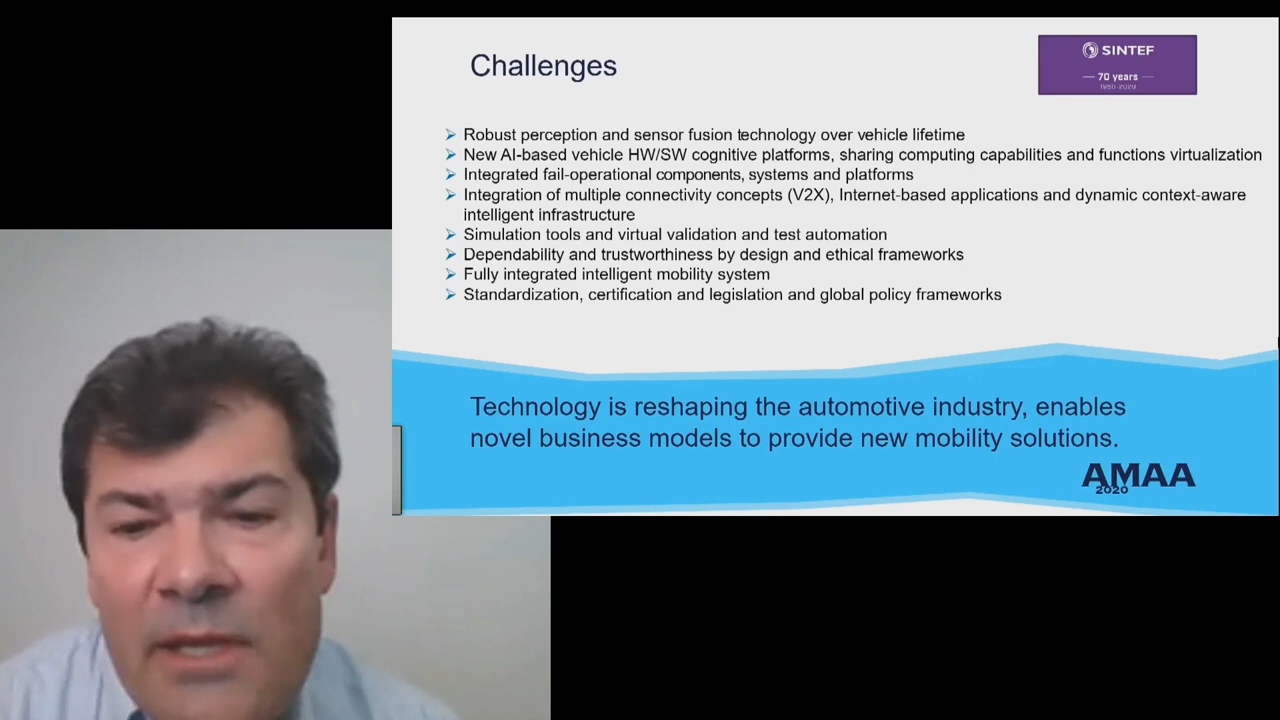 Challenges
SINTEF
70 years
1950-2020
Robust perception and sensor fusion technology over vehicle lifetime
New AI-based vehicle HW/SW cognitive platforms, sharing computing capabilities and functions virtualization
Integrated fail-operational components, systems and platforms
Integration of multiple connectivity concepts (V2X), Internet-based applications and dynamic context-aware
intelligent infrastructure
Simulation tools and virtual validation and test automation
Dependability and trustworthiness by design and ethical frameworks
Fully integrated intelligent mobility system
Standardization, certification and legislation and global policy frameworks
Technology is reshaping the automotive industry, enables
novel business models to provide new mobility solutions.
AMAA
2020